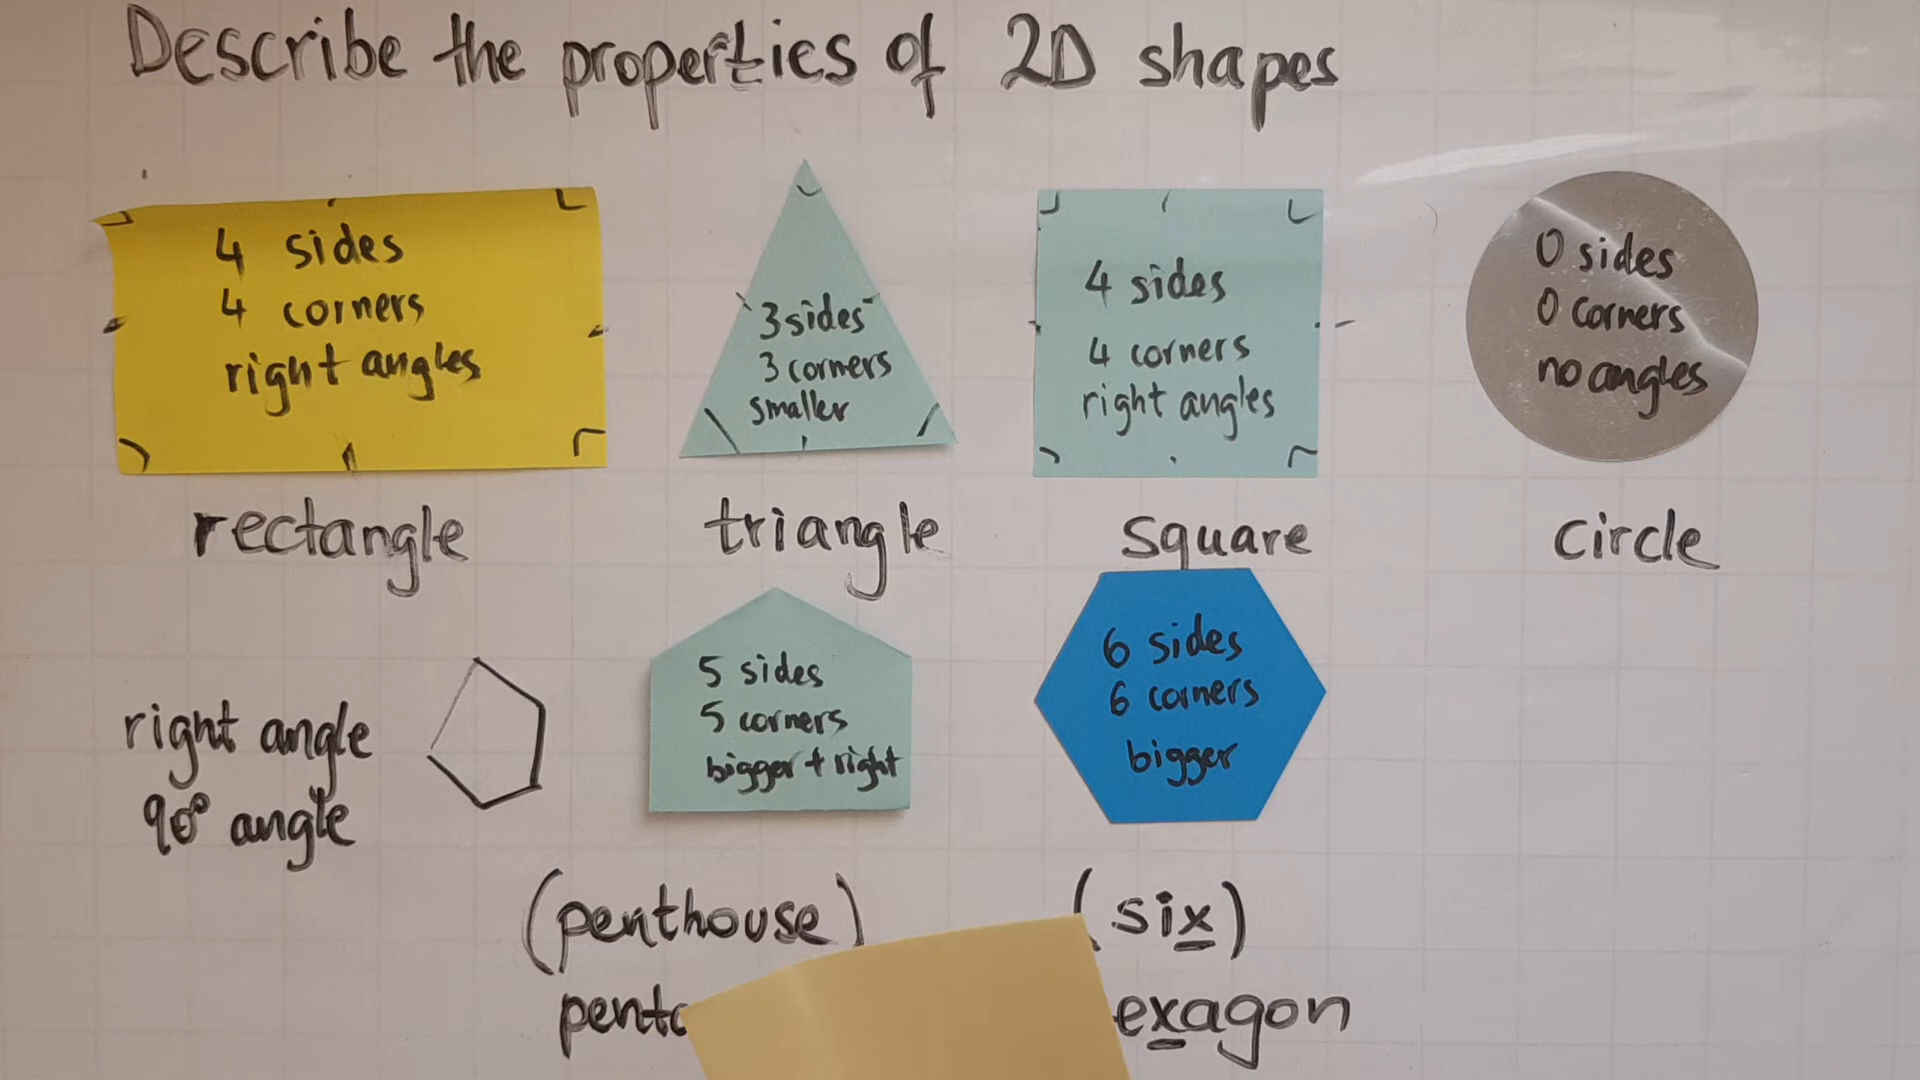 Describe the properties of 2D shapes
4 sides
4 corners
right angles
rectangle
3 sides
3 corners
smaller
triangle
4 sides
4 corners
right angles
square
0 sides
0 corners
no angles
circle
right angle
90° angle
5 sides
5 corners
bigger + right
(penthouse)
6 sides
6 corners
bigger
(six)
exagon